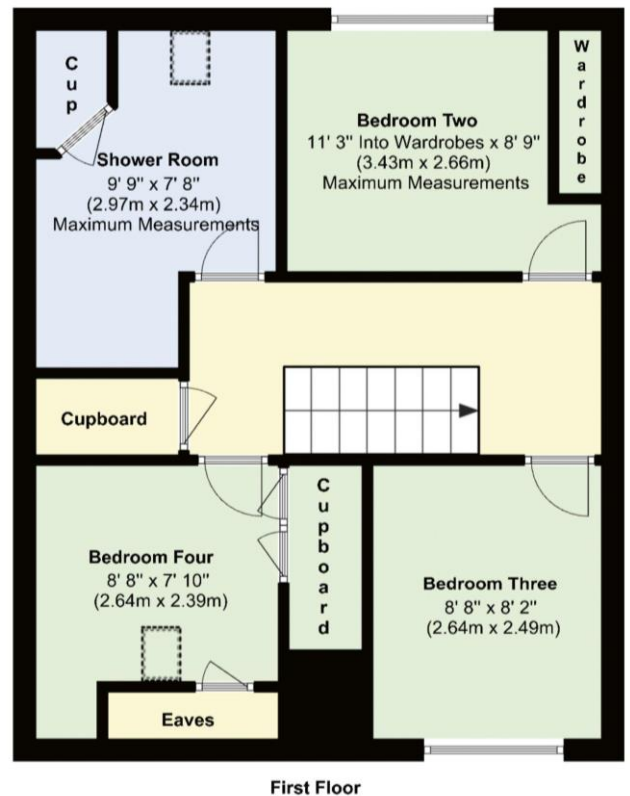 Cup
Shower Room
9' 9" x 7' 8"
(2.97m x 2.34m)
Maximum Measurements
Bedroom Two
11' 3" Into Wardrobes x 8' 9"
(3.43m x 2.66m)
Maximum Measurements
Wardrobe
Cupboard
Bedroom Four
8' 8" x 7' 10"
(2.64m x 2.39m)
Cupboard
Bedroom Three
8' 8" x 8' 2"
(2.64m x 2.49m)
Eaves
First Floor